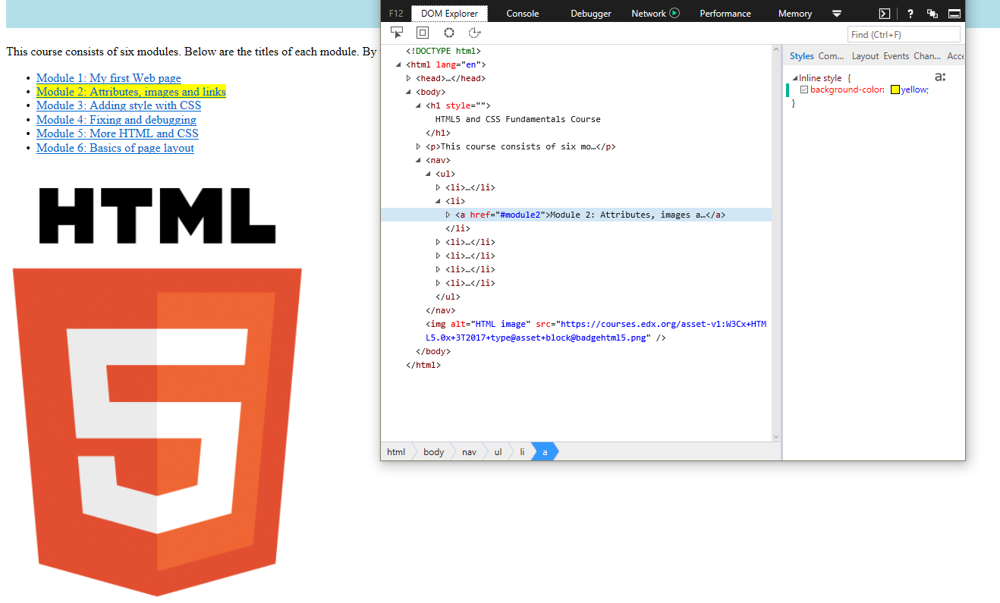 This course consists of six modules. Below are the titles of each module. By
• Module 1: My first Web page
• Module 2: Attributes, images and links
• Module 3: Adding style with CSS
• Module 4: Fixing and debugging
• Module 5: More HTML and CSS
• Module 6: Basics of page layout
HTML
5
F12 DOM Explorer Console Debugger Network Performance Memory ?
Find (Ctrl+F)
<!DOCTYPE html>
<html lang="en">
<head>…</head>
<body>
<h1 style="">
HTML5 and CSS Fundamentals Course
</h1>
<p>This course consists of six mo…</p>
<nav>
<ul>
<li>…</li>
<li>
<a href="#module2">Module 2: Attributes, images a…</a>
</li>
<li>…</li>
<li>…</li>
<li>…</li>
<li>…</li>
</ul>
</nav>
<img alt="HTML image" src="https://courses.edx.org/asset-v1:W3Cx+HTM
L5.0x+3T2017+type@asset+block@badgehtml5.png" />
</body>
</html>
html body nav ul li a
Styles Com... Layout Events Chan... Acce
Inline style { a:
background-color: yellow;
}